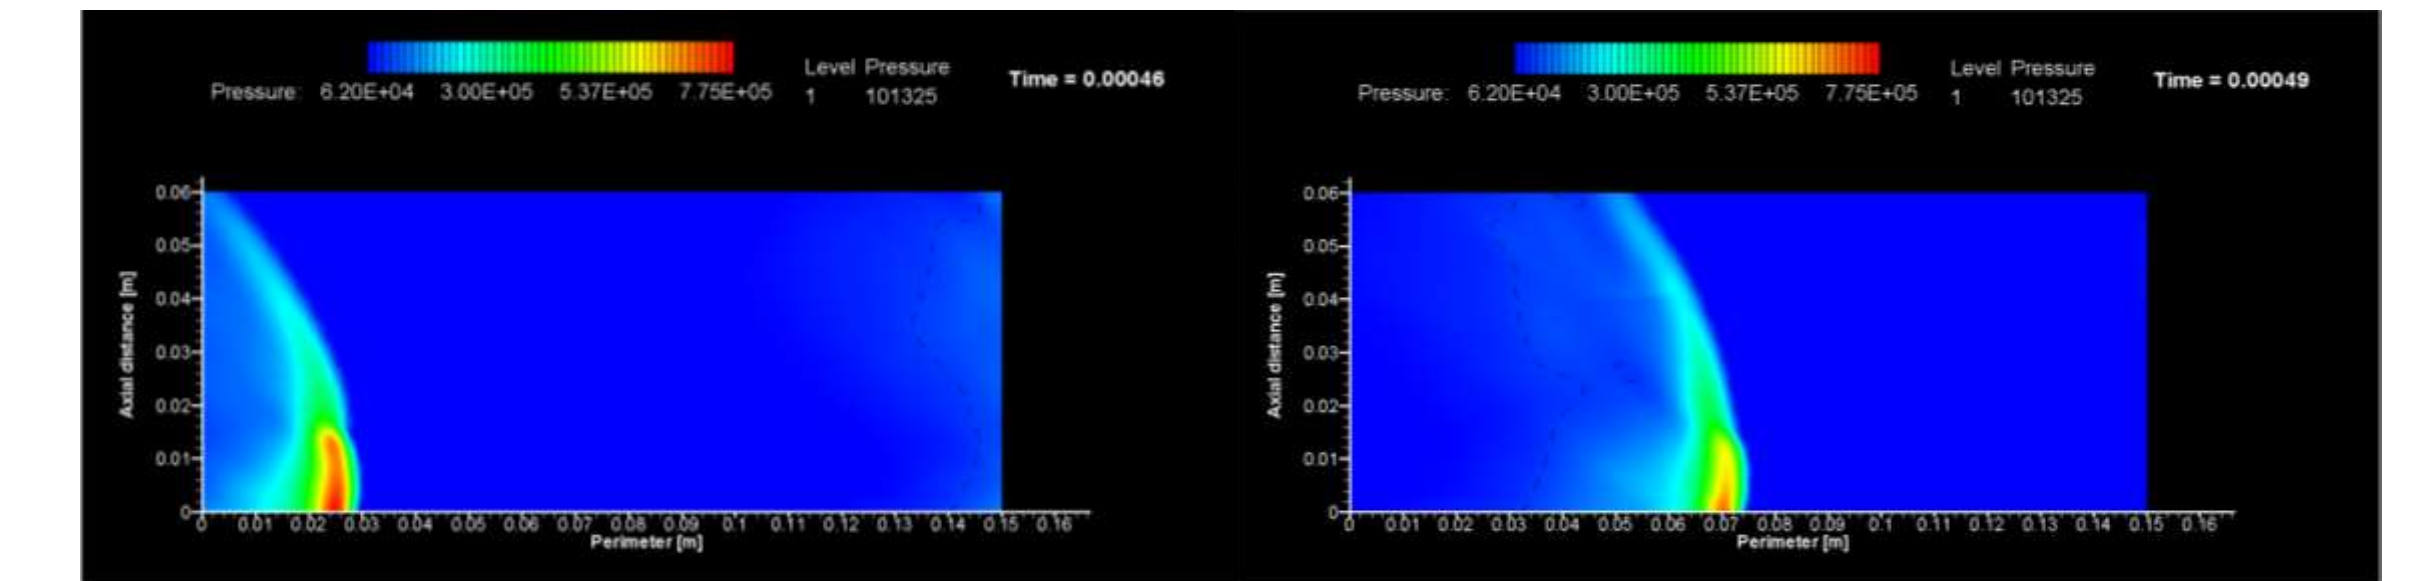 Level Pressure
Pressure: 6.20E+04 3.00E+05 5.37E+05 7.75E+05
1 101325
Time = 0.00046
0.06
0.05
0.04
0.03
0.02
0.01
0
Axial distance [m]
0 0.01 0.02 0.03 0.04 0.05 0.06 0.07 0.08 0.09 0.1 0.11 0.12 0.13 0.14 0.15 0.16
Perimeter [m]
Level Pressure
Pressure: 6.20E+04 3.00E+05 5.37E+05 7.75E+05
1 101325
Time = 0.00049
0.06
0.05
0.04
0.03
0.02
0.01
0
Axial distance [m]
0 0.01 0.02 0.03 0.04 0.05 0.06 0.07 0.08 0.09 0.1 0.11 0.12 0.13 0.14 0.15 0.16
Perimeter [m]